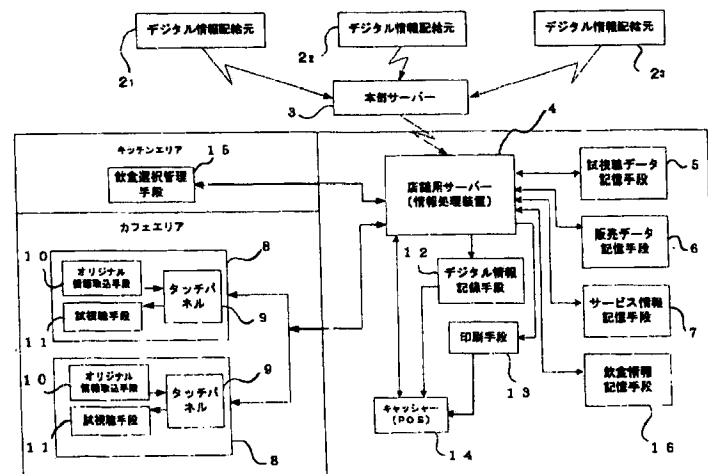 デジタル情報配給元
デジタル情報配給元
デジタル情報配給元
2₁
2₂
2₃
本部サーバー
3
4
キッチンエリア
15
飲食選択管理
手段
店舗用サーバー
(情報処理装置)
試視聴データ
記憶手段
5
カフェエリア
販売データ
記憶手段
6
8
10
オリジナル
情報取込手段
タッチパ
ネル
試視聴手段
11
9
12
デジタル情報
記録手段
サービス情報
記憶手段
7
10
オリジナル
情報取込手段
9
タッチパ
ネル
試視聴手段
11
8
印刷手段
13
飲食情報
記憶手段
16
キャッシャー
(POS)
14